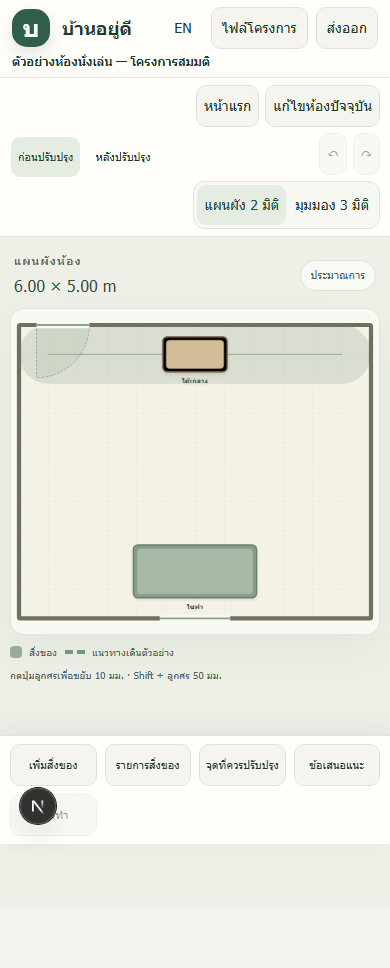 บ บ้านอยู่ดี EN ไฟล์โครงการ ส่งออก
ตัวอย่างห้องนั่งเล่น — โครงการสมมติ
หน้าแรก แก้ไขห้องปัจจุบัน
ก่อนปรับปรุง หลังปรับปรุง
แผนผัง 2 มิติ มุมมอง 3 มิติ
แผนผังห้อง
6.00 × 5.00 m ประมาณการ
โต๊ะกลาง
โซฟา
สิ่งของ แนวทางเดินตัวอย่าง
กดปุ่มลูกศรเพื่อขยับ 10 มม. · Shift + ลูกศร 50 มม.
เพิ่มสิ่งของ รายการสิ่งของ จุดที่ควรปรับปรุง ข้อเสนอแนะ
N